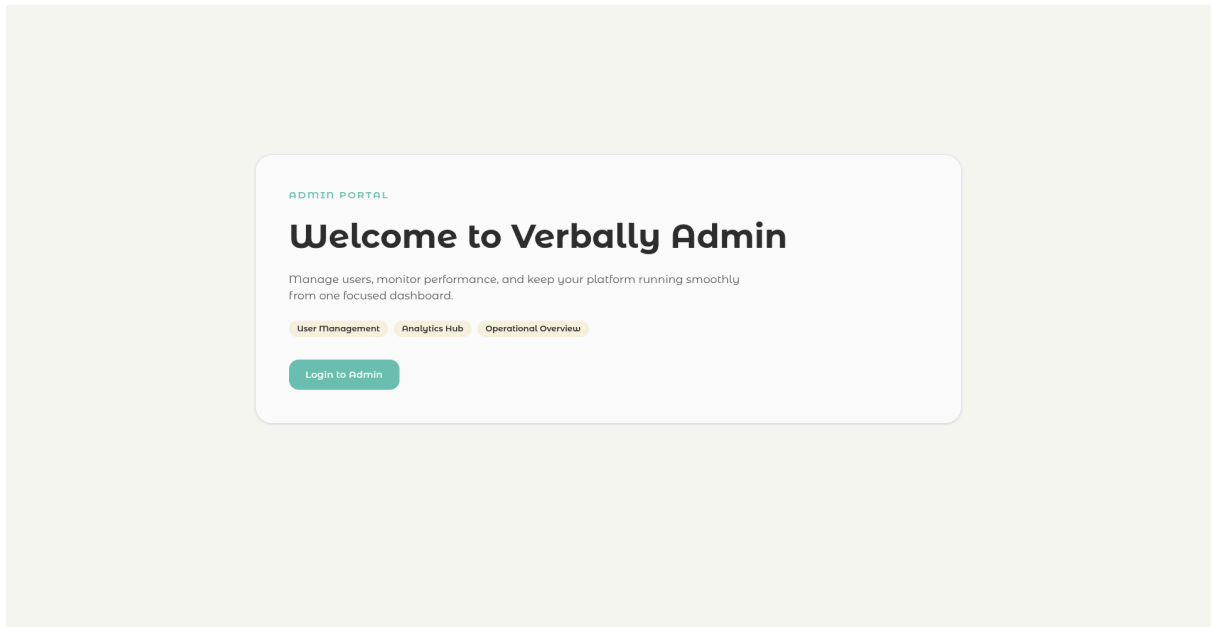 ADMIN PORTAL
Welcome to Verbally Admin
Manage users, monitor performance, and keep your platform running smoothly
from one focused dashboard.
User Management Analytics Hub Operational Overview
Login to Admin